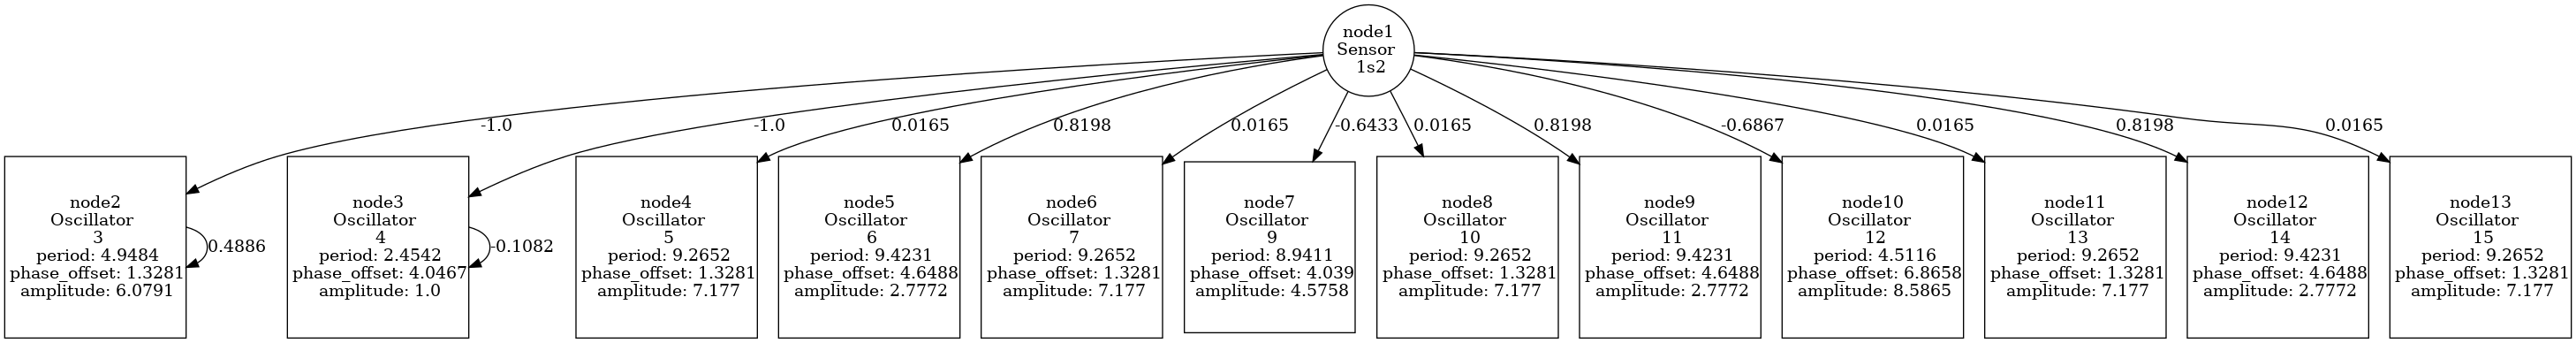 node1
Sensor
1s2
-1.0
-1.0
0.0165
0.8198
0.0165
-0.6433
0.0165
0.8198
-0.6867
0.0165
0.8198
0.0165
node2
Oscillator
3
period: 4.9484
phase_offset: 1.3281
amplitude: 6.0791
0.4886
node3
Oscillator
4
period: 2.4542
phase_offset: 4.0467
amplitude: 1.0
-0.1082
node4
Oscillator
5
period: 9.2652
phase_offset: 1.3281
amplitude: 7.177
node5
Oscillator
6
period: 9.4231
phase_offset: 4.6488
amplitude: 2.7772
node6
Oscillator
7
period: 9.2652
phase_offset: 1.3281
amplitude: 7.177
node7
Oscillator
9
period: 8.9411
phase_offset: 4.039
amplitude: 4.5758
node8
Oscillator
10
period: 9.2652
phase_offset: 1.3281
amplitude: 7.177
node9
Oscillator
11
period: 9.4231
phase_offset: 4.6488
amplitude: 2.7772
node10
Oscillator
12
period: 4.5116
phase_offset: 6.8658
amplitude: 8.5865
node11
Oscillator
13
period: 9.2652
phase_offset: 1.3281
amplitude: 7.177
node12
Oscillator
14
period: 9.4231
phase_offset: 4.6488
amplitude: 2.7772
node13
Oscillator
15
period: 9.2652
phase_offset: 1.3281
amplitude: 7.177